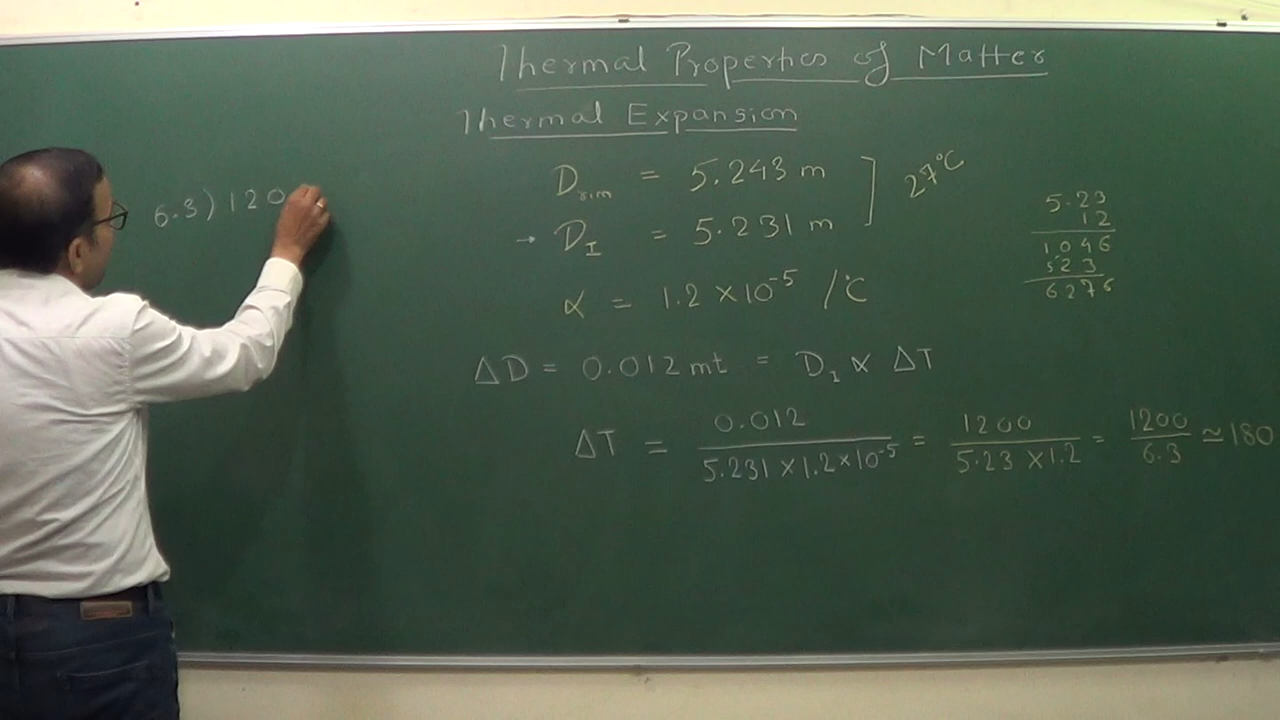 Thermal Properties of Matter
Thermal Expansion
D_rim = 5.243 m ] 27°C
→ D_I = 5.231 m
α = 1.2 × 10^-5 /°C
ΔD = 0.012 mt = D_1 α ΔT
ΔT = 0.012 / 5.231 × 1.2 × 10^-5 = 1200 / 5.23 × 1.2 = 1200 / 6.3 ≃ 180
6.3 ) 120
5.23
12
1046
523
6276